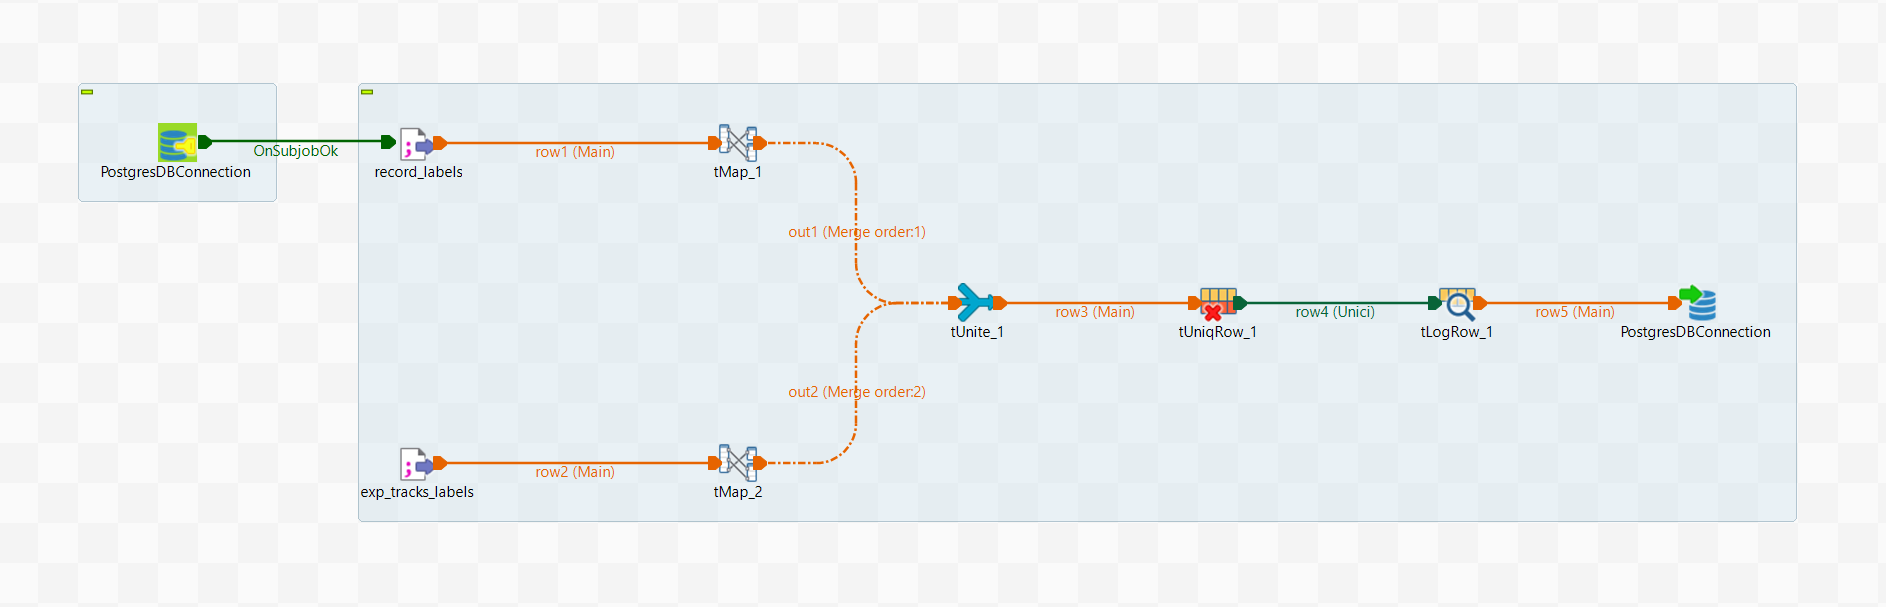 OnSubjobOk
PostgresDBConnection
record_labels
row1 (Main)
tMap_1
out1 (Merge order:1)
tUnite_1
row3 (Main)
tUniqRow_1
row4 (Unici)
tLogRow_1
row5 (Main)
PostgresDBConnection
out2 (Merge order:2)
exp_tracks_labels
row2 (Main)
tMap_2